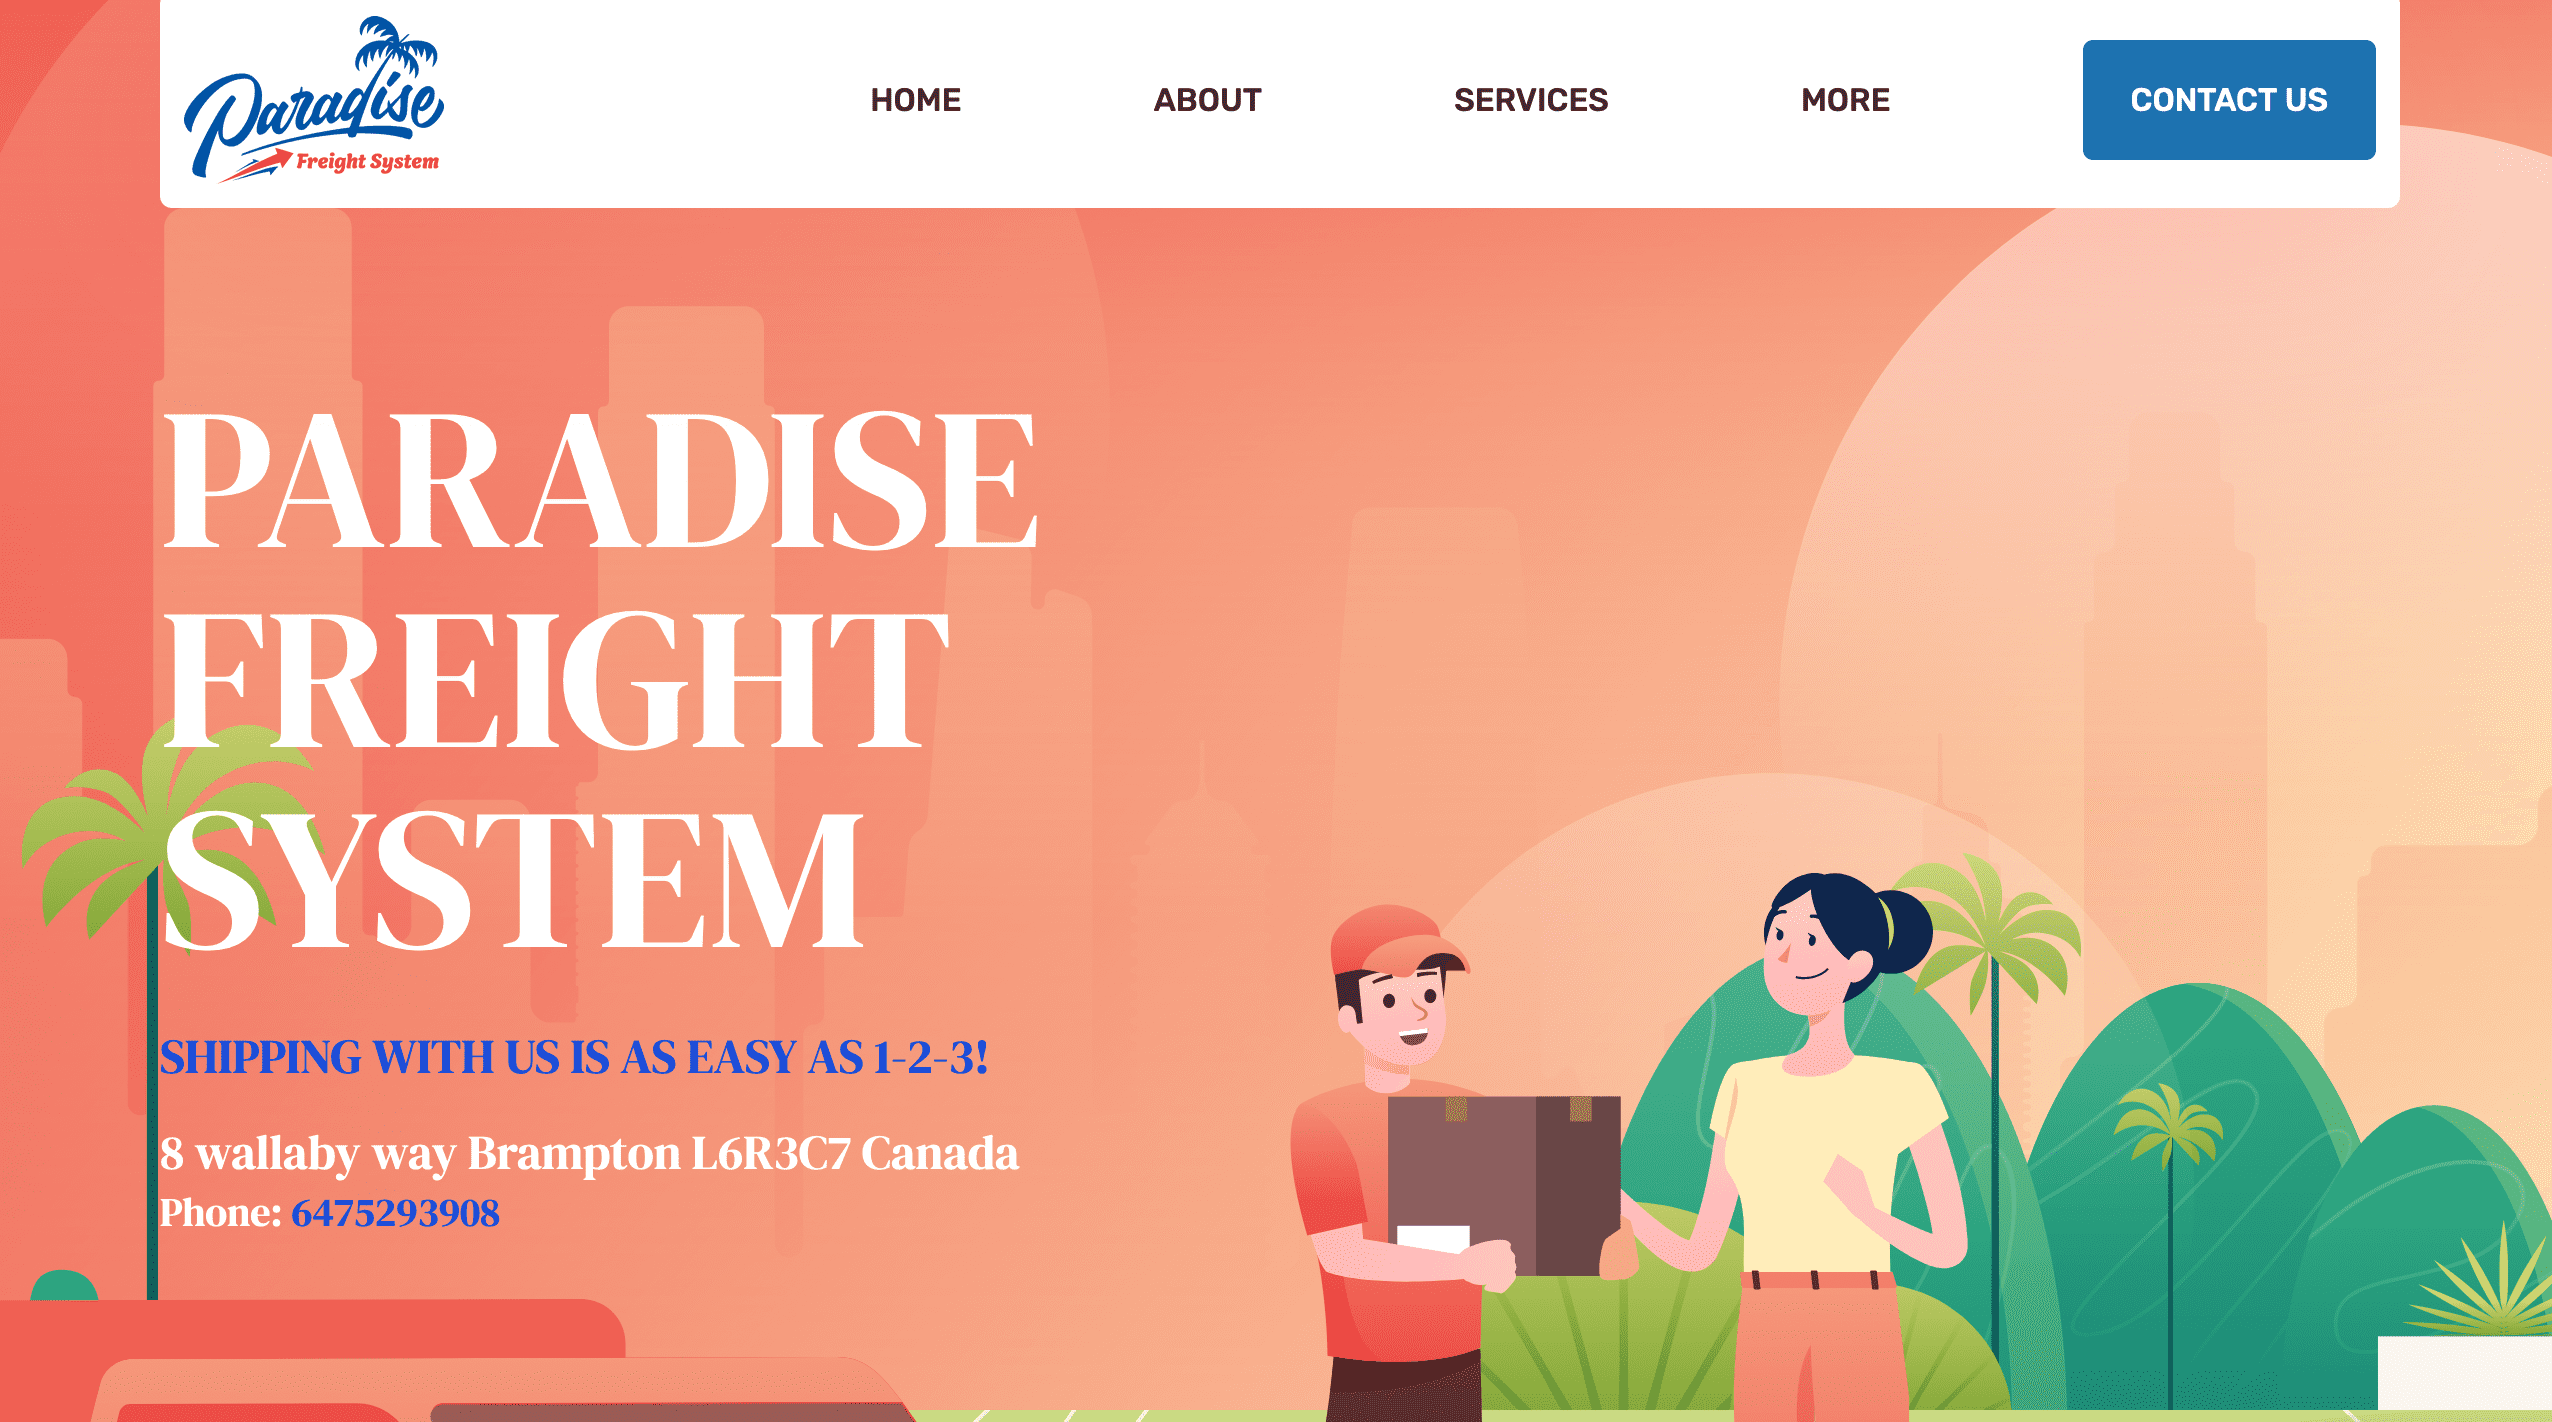 Paradise
Freight System
HOME
ABOUT
SERVICES
MORE
CONTACT US
PARADISE
FREIGHT
SYSTEM
SHIPPING WITH US IS AS EASY AS 1-2-3!
8 wallaby way Brampton L6R3C7 Canada
Phone: 6475293908